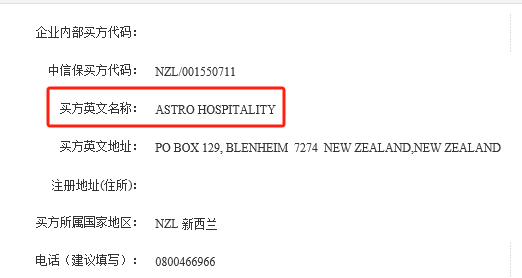 企业内部买方代码：
中信保买方代码： NZL/001550711
买方英文名称： ASTRO HOSPITALITY
买方英文地址： PO BOX 129, BLENHEIM  7274  NEW ZEALAND,NEW ZEALAND
注册地址(住所)：
买方所属国家地区： NZL 新西兰
电话（建议填写）： 0800466966